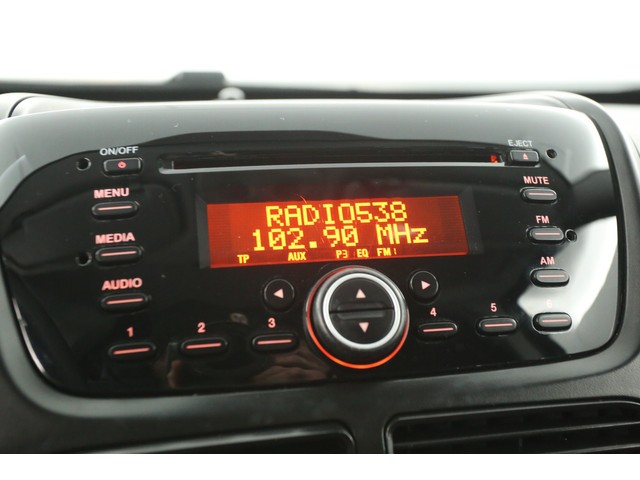 ON/OFF
EJECT
MENU
MUTE
RADIO538
102.90 MHz
TP AUX P3 EQ FM1
MEDIA
FM
AUDIO
AM
1
2
3
4
5